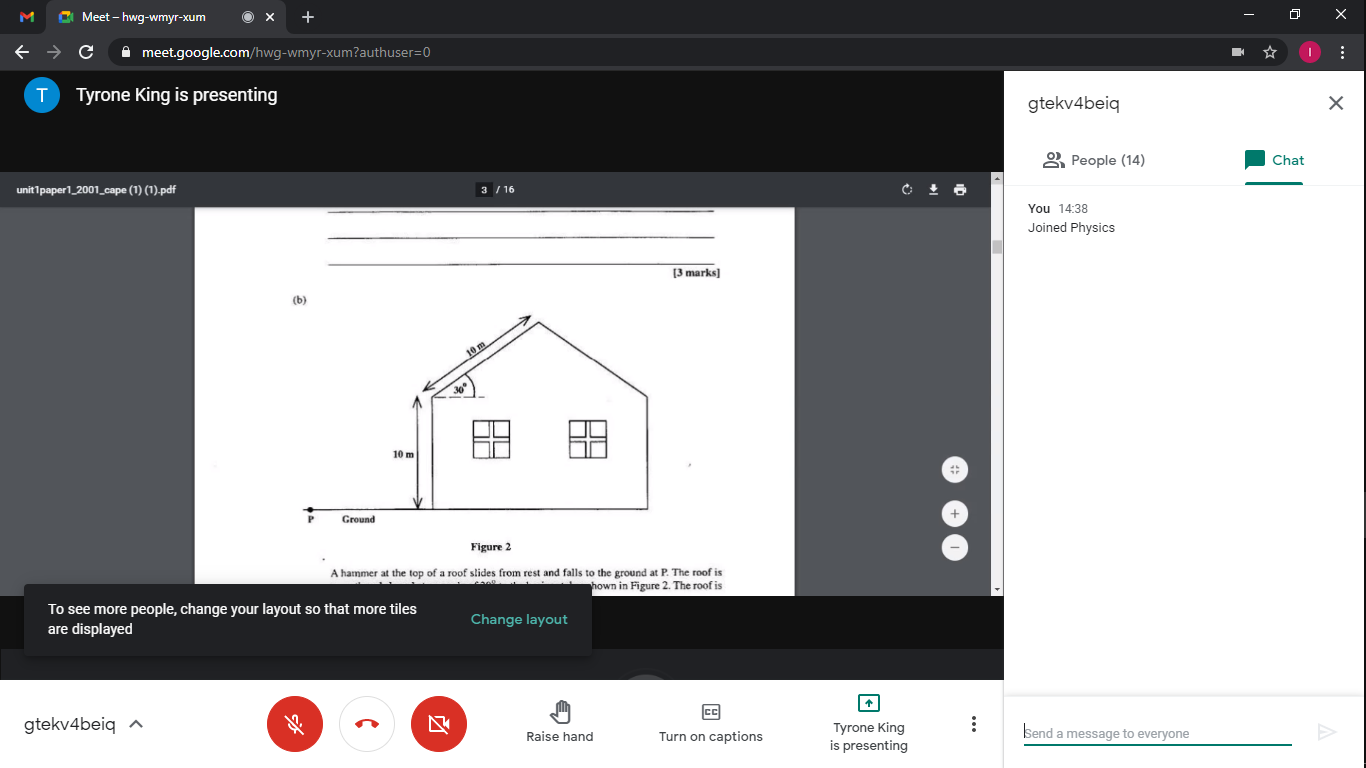 Meet – hwg-wmyr-xum
meet.google.com/hwg-wmyr-xum?authuser=0
I
T
Tyrone King is presenting
unit1paper1_2001_cape (1) (1).pdf
3 / 16
[3 marks]
(b)
10 m
30°
10 m
P
Ground
Figure 2
A hammer at the top of a roof slides from rest and falls to the ground at P. The roof is
shown in Figure 2. The roof is
To see more people, change your layout so that more tiles
are displayed
Change layout
gtekv4beiq
Raise hand
Turn on captions
Tyrone King
is presenting
gtekv4beiq
People (14)
Chat
You 14:38
Joined Physics
Send a message to everyone